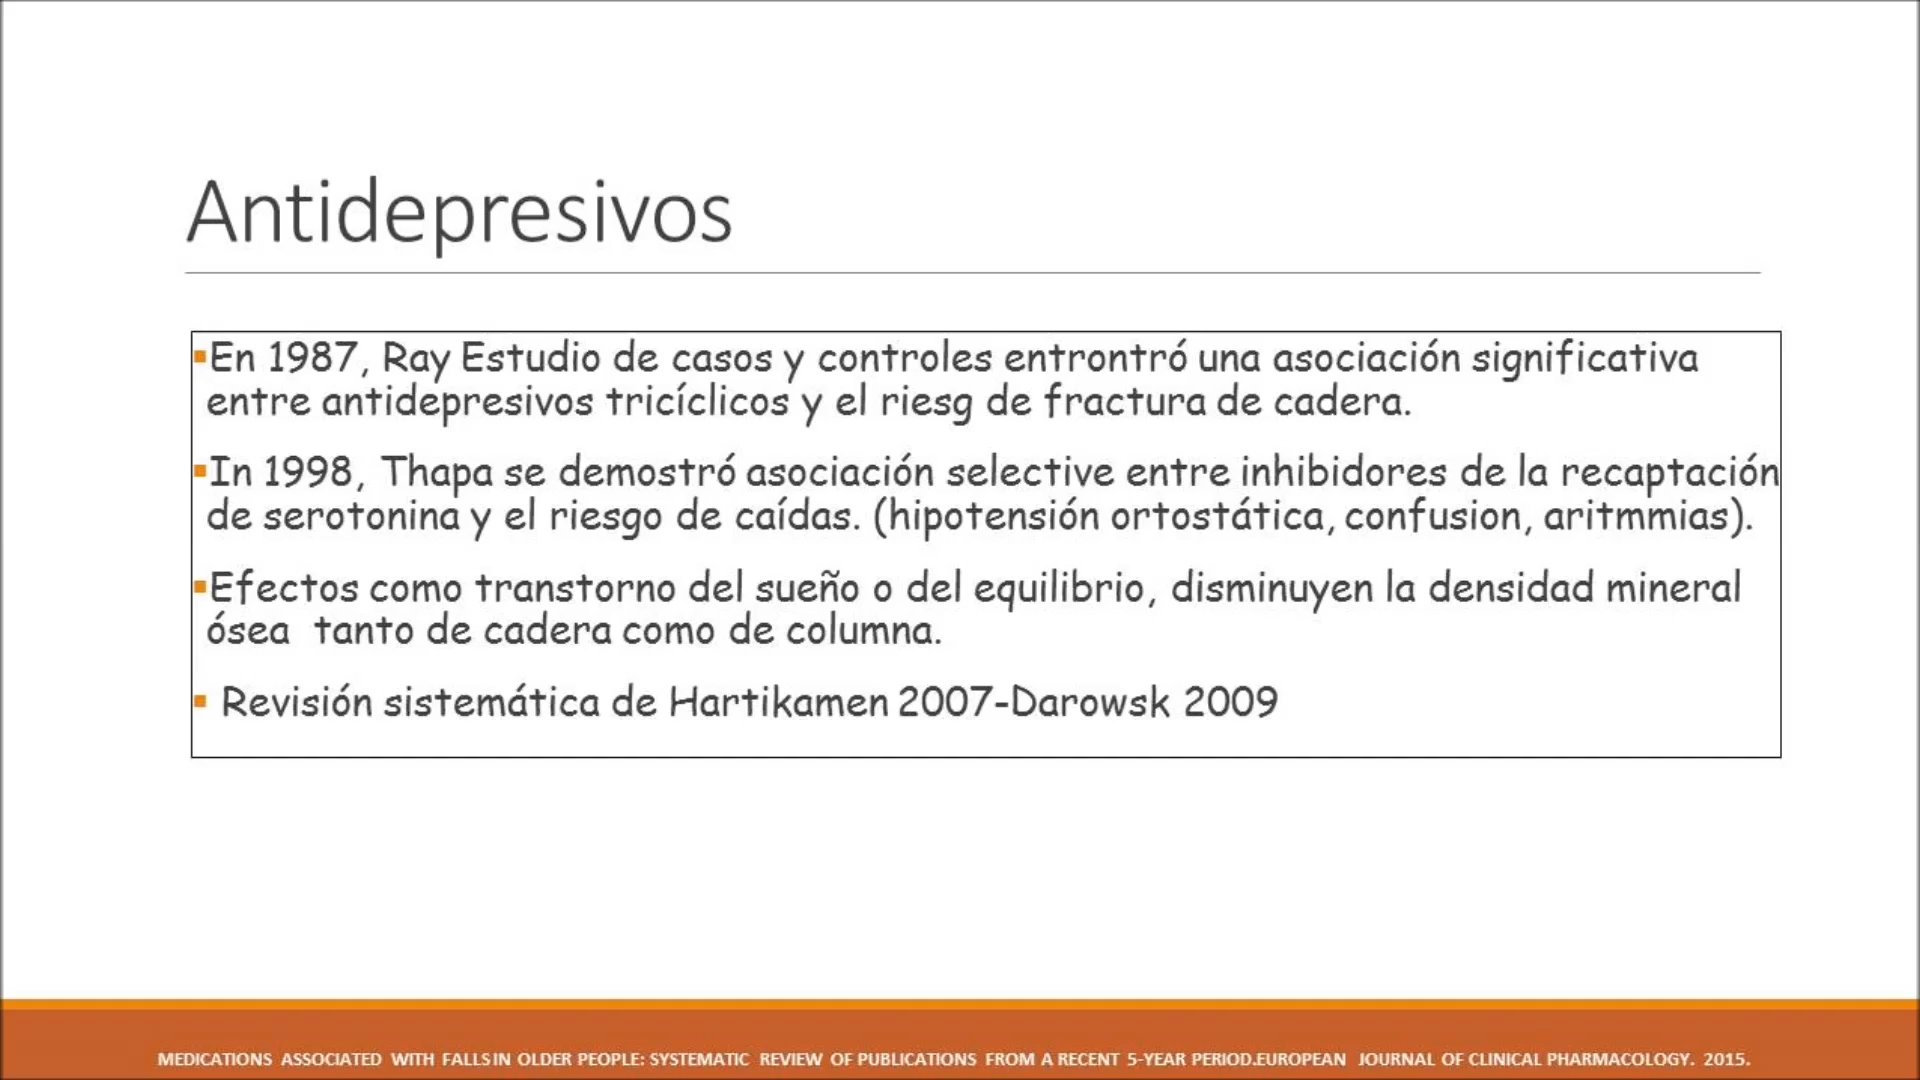 Antidepresivos
▪En 1987, Ray Estudio de casos y controles entrontró una asociación significativa
entre antidepresivos tricíclicos y el riesg de fractura de cadera.
▪In 1998, Thapa se demostró asociación selective entre inhibidores de la recaptación
de serotonina y el riesgo de caídas. (hipotensión ortostática, confusion, aritmmias).
▪Efectos como transtorno del sueño o del equilibrio, disminuyen la densidad mineral
ósea tanto de cadera como de columna.
▪ Revisión sistemática de Hartikamen 2007-Darowsk 2009
MEDICATIONS ASSOCIATED WITH FALLS IN OLDER PEOPLE: SYSTEMATIC REVIEW OF PUBLICATIONS FROM A RECENT 5-YEAR PERIOD.EUROPEAN JOURNAL OF CLINICAL PHARMACOLOGY. 2015.